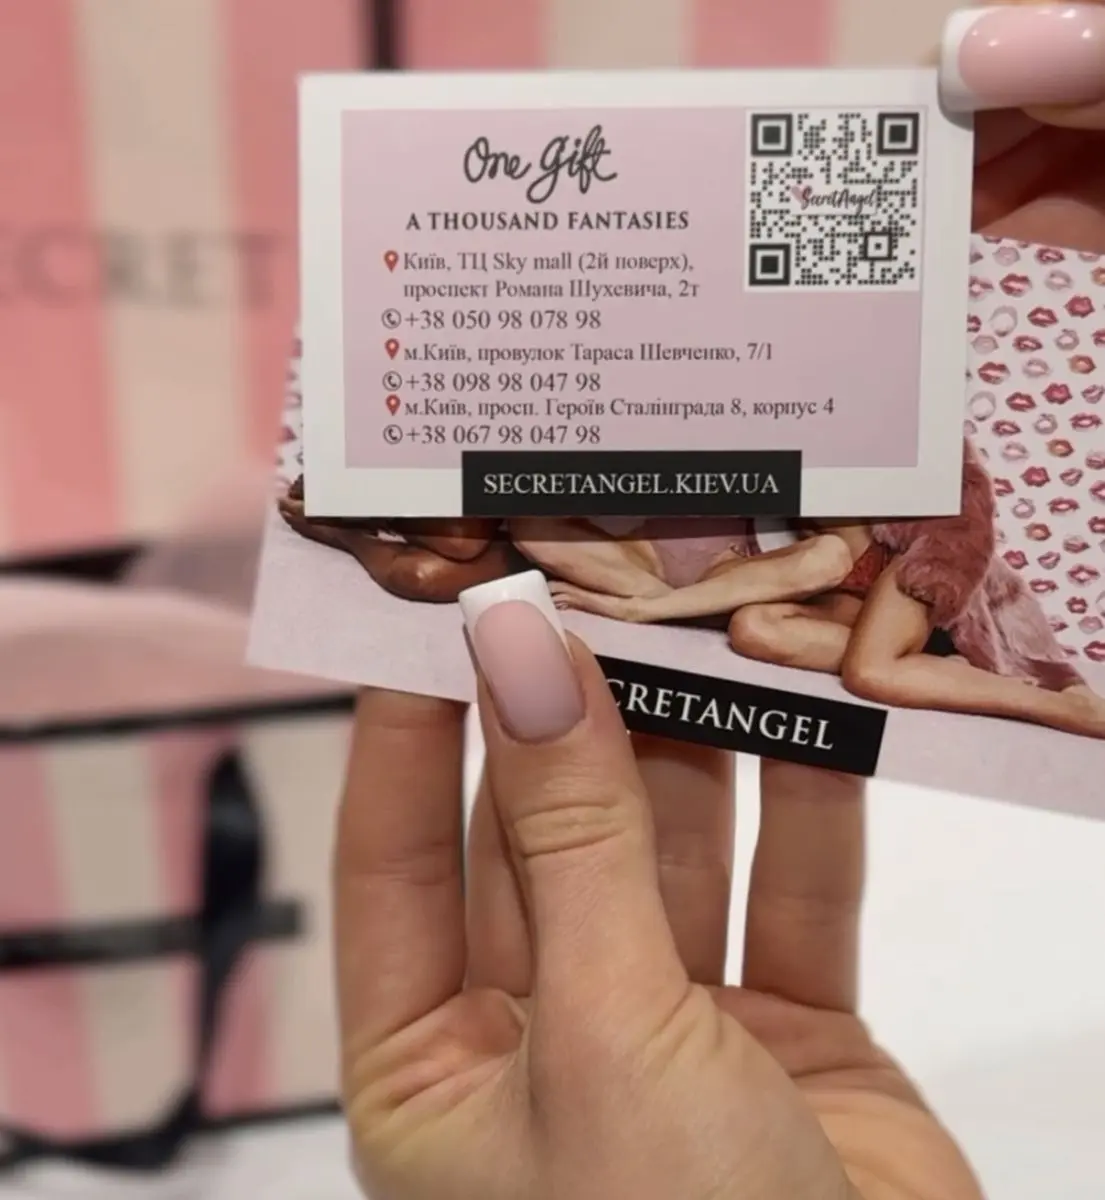 One Gift
A THOUSAND FANTASIES
Київ, ТЦ Sky mall (2й поверх),
проспект Романа Шухевича, 2т
+38 050 98 078 98
м.Київ, провулок Тараса Шевченко, 7/1
+38 098 98 047 98
м.Київ, просп. Героїв Сталінграда 8, корпус 4
+38 067 98 047 98
SECRETANGEL.KIEV.UA
SecretAngel
CRETANGEL
ECRET